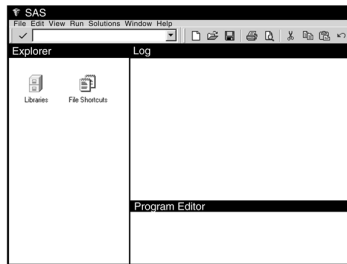 SAS
File Edit View Run Solutions Window Help
Explorer
Log
Libraries
File Shortcuts
Program Editor